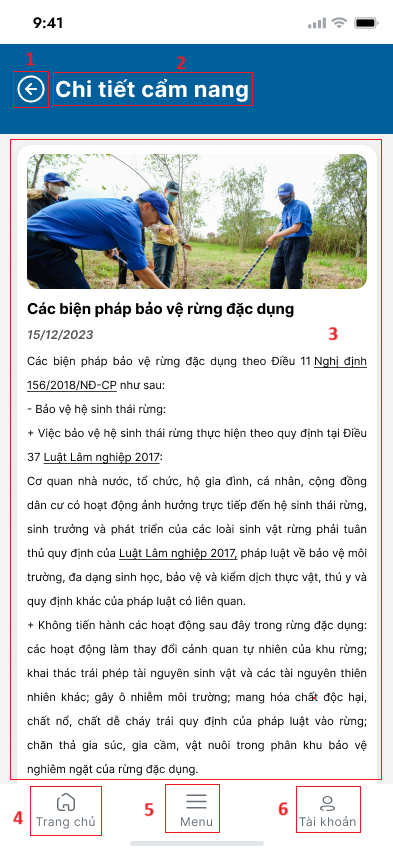 9:41
1
2
Chi tiết cẩm nang
Các biện pháp bảo vệ rừng đặc dụng
15/12/2023
3
Các biện pháp bảo vệ rừng đặc dụng theo Điều 11 Nghị định
156/2018/NĐ-CP như sau:
- Bảo vệ hệ sinh thái rừng:
+ Việc bảo vệ hệ sinh thái rừng thực hiện theo quy định tại Điều
37 Luật Lâm nghiệp 2017:
Cơ quan nhà nước, tổ chức, hộ gia đình, cá nhân, cộng đồng
dân cư có hoạt động ảnh hưởng trực tiếp đến hệ sinh thái rừng,
sinh trưởng và phát triển của các loài sinh vật rừng phải tuân
thủ quy định của Luật Lâm nghiệp 2017, pháp luật về bảo vệ môi
trường, đa dạng sinh học, bảo vệ và kiểm dịch thực vật, thú y và
quy định khác của pháp luật có liên quan.
+ Không tiến hành các hoạt động sau đây trong rừng đặc dụng:
các hoạt động làm thay đổi cảnh quan tự nhiên của khu rừng;
khai thác trái phép tài nguyên sinh vật và các tài nguyên thiên
nhiên khác; gây ô nhiễm môi trường; mang hóa chất độc hại,
chất nổ, chất dễ cháy trái quy định của pháp luật vào rừng;
chăn thả gia súc, gia cầm, vật nuôi trong phân khu bảo vệ
nghiêm ngặt của rừng đặc dụng.
4
Trang chủ
5
Menu
6
Tài khoản